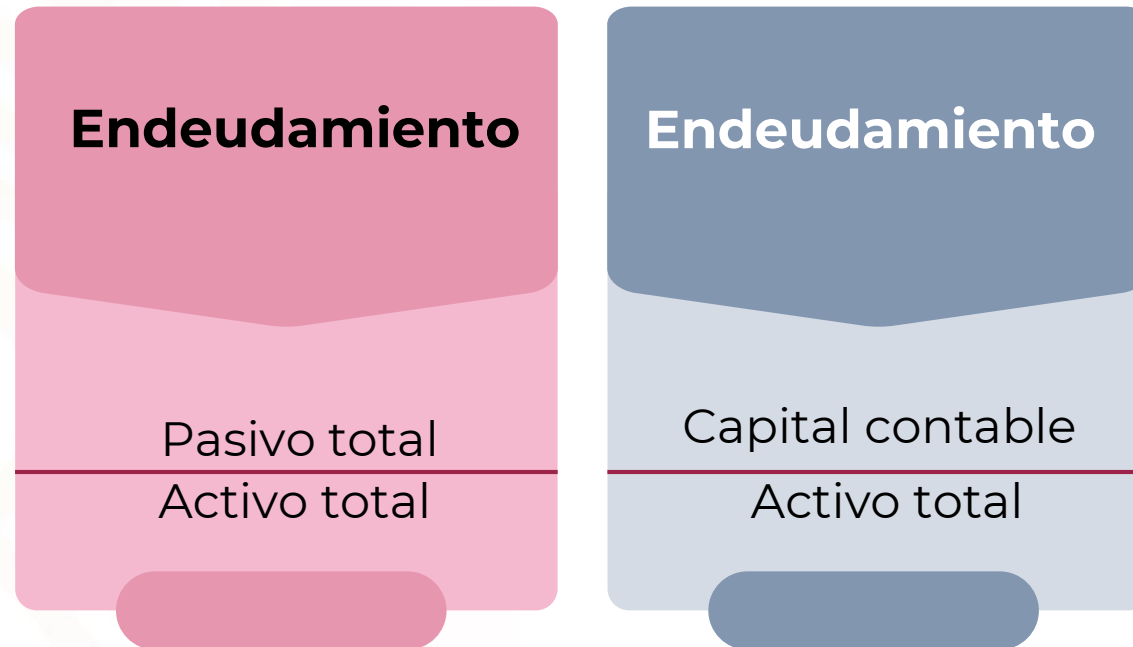 Endeudamiento
Pasivo total
Activo total
Endeudamiento
Capital contable
Activo total